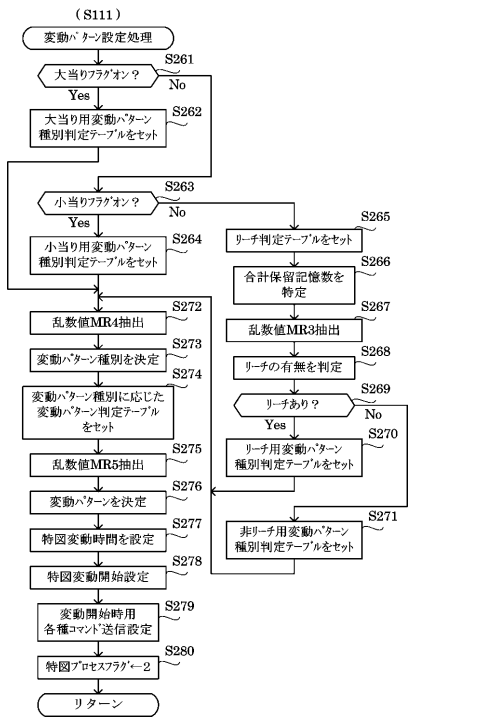 (S111)
変動パターン設定処理
S261
大当りフラグオン?
No
Yes
S262
大当り用変動パターン
種別判定テーブルをセット
S263
小当りフラグオン?
No
Yes
S264
小当り用変動パターン
種別判定テーブルをセット
S265
リーチ判定テーブルをセット
S266
合計保留記憶数を
特定
S267
乱数値MR3抽出
S268
リーチの有無を判定
S269
リーチあり?
No
Yes
S270
リーチ用変動パターン
種別判定テーブルをセット
S271
非リーチ用変動パターン
種別判定テーブルをセット
S272
乱数値MR4抽出
S273
変動パターン種別を決定
S274
変動パターン種別に応じた
変動パターン判定テーブル
をセット
S275
乱数値MR5抽出
S276
変動パターンを決定
S277
特図変動時間を設定
S278
特図変動開始設定
S279
変動開始時用
各種コマンド送信設定
S280
特図プロセスフラグ←2
リターン